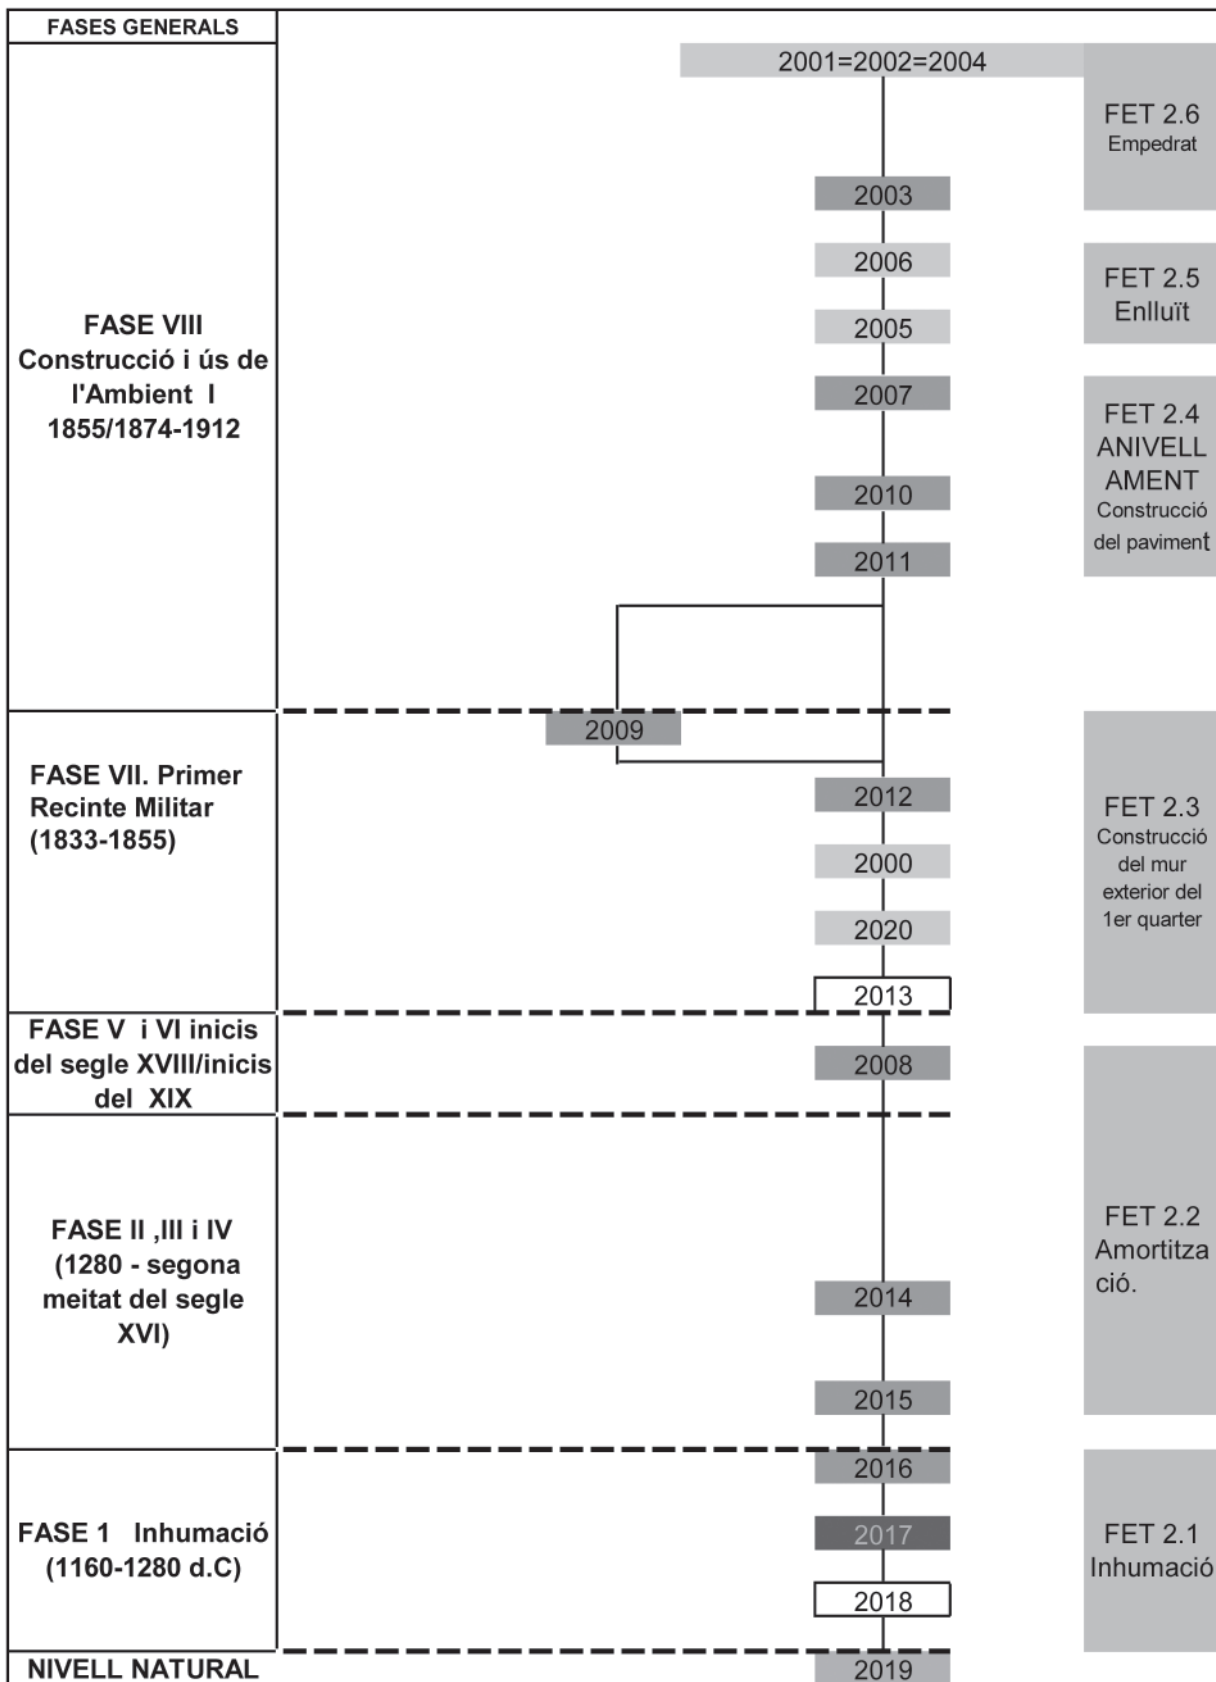 FASES GENERALS
2001=2002=2004
FET 2.6
Empedrat
2003
2006
FET 2.5
Enlluït
2005
FASE VIII
Construcció i ús de
l'Ambient I
1855/1874-1912
2007
FET 2.4
ANIVELL
AMENT
Construcció
del paviment
2010
2011
2009
FASE VII. Primer
Recinte Militar
(1833-1855)
2012
FET 2.3
Construcció
del mur
exterior del
1er quarter
2000
2020
2013
FASE V i VI inicis
del segle XVIII/inicis
del XIX
2008
FASE II ,III i IV
(1280 - segona
meitat del segle
XVI)
FET 2.2
Amortitza
ció.
2014
2015
2016
FASE 1 Inhumació
(1160-1280 d.C)
2017
FET 2.1
Inhumació
2018
NIVELL NATURAL
2019